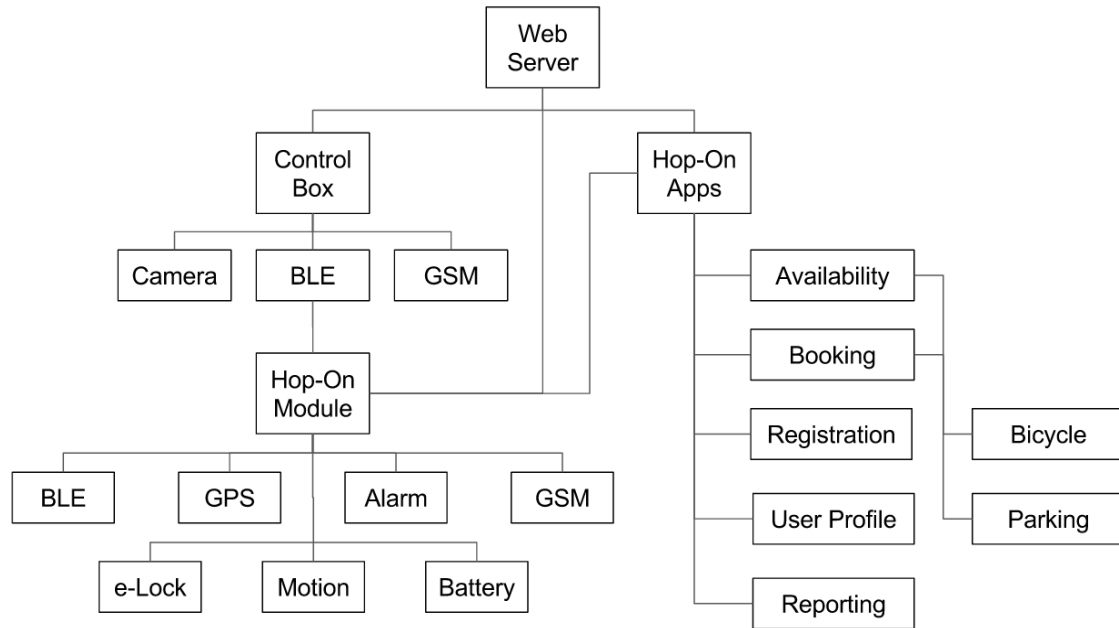 Web
Server
Control
Box
Hop-On
Apps
Camera
BLE
GSM
Availability
Booking
Hop-On
Module
Registration
Bicycle
BLE
GPS
Alarm
GSM
User Profile
Parking
e-Lock
Motion
Battery
Reporting